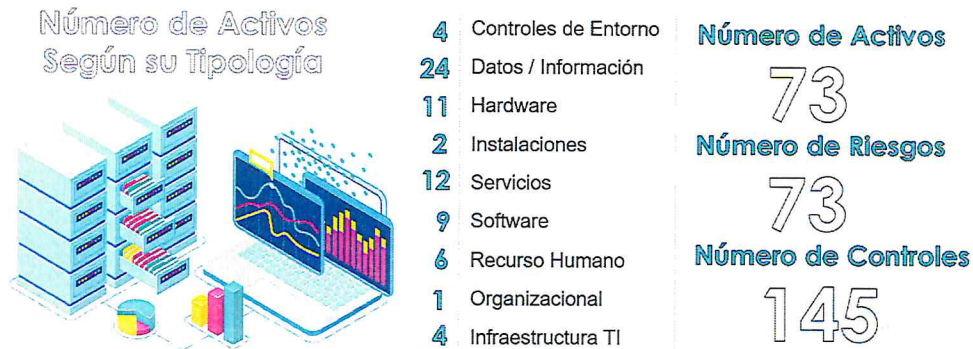 Número de Activos
Según su Tipología
4 Controles de Entorno
24 Datos / Información
11 Hardware
2 Instalaciones
12 Servicios
9 Software
6 Recurso Humano
1 Organizacional
4 Infraestructura TI
Número de Activos
73
Número de Riesgos
73
Número de Controles
145